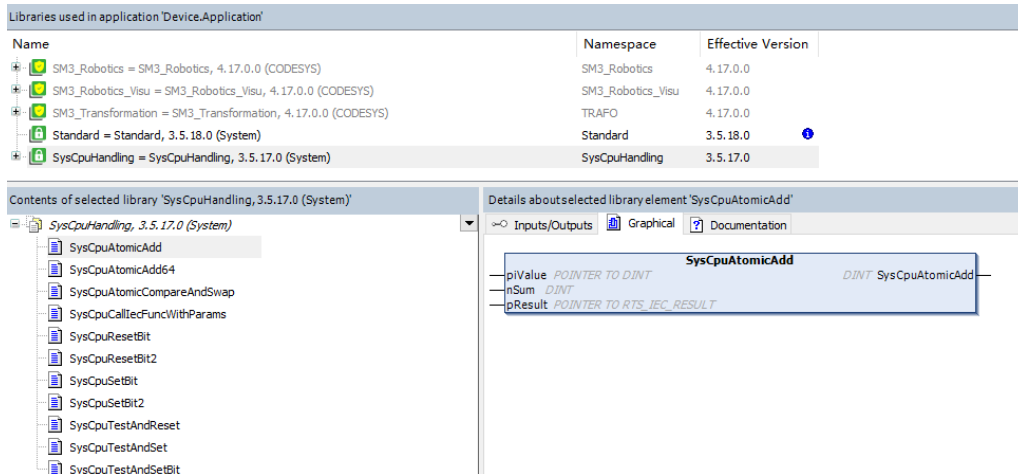 Libraries used in application 'Device.Application'
Name Namespace Effective Version
SM3_Robotics = SM3_Robotics, 4.17.0.0 (CODESYS) SM3_Robotics 4.17.0.0
SM3_Robotics_Visu = SM3_Robotics_Visu, 4.17.0.0 (CODESYS) SM3_Robotics_Visu 4.17.0.0
SM3_Transformation = SM3_Transformation, 4.17.0.0 (CODESYS) TRAFO 4.17.0.0
Standard = Standard, 3.5.18.0 (System) Standard 3.5.18.0
SysCpuHandling = SysCpuHandling, 3.5.17.0 (System) SysCpuHandling 3.5.17.0
Contents of selected library 'SysCpuHandling, 3.5.17.0 (System)'
SysCpuHandling, 3.5.17.0 (System)
SysCpuAtomicAdd
SysCpuAtomicAdd64
SysCpuAtomicCompareAndSwap
SysCpuCallIecFuncWithParams
SysCpuResetBit
SysCpuResetBit2
SysCpuSetBit
SysCpuSetBit2
SysCpuTestAndReset
SysCpuTestAndSet
SysCpuTestAndSetBit
Details about selected library element 'SysCpuAtomicAdd'
Inputs/Outputs Graphical Documentation
SysCpuAtomicAdd
piValue POINTER TO DINT DINT SysCpuAtomicAdd
nSum DINT
pResult POINTER TO RTS_IEC_RESULT